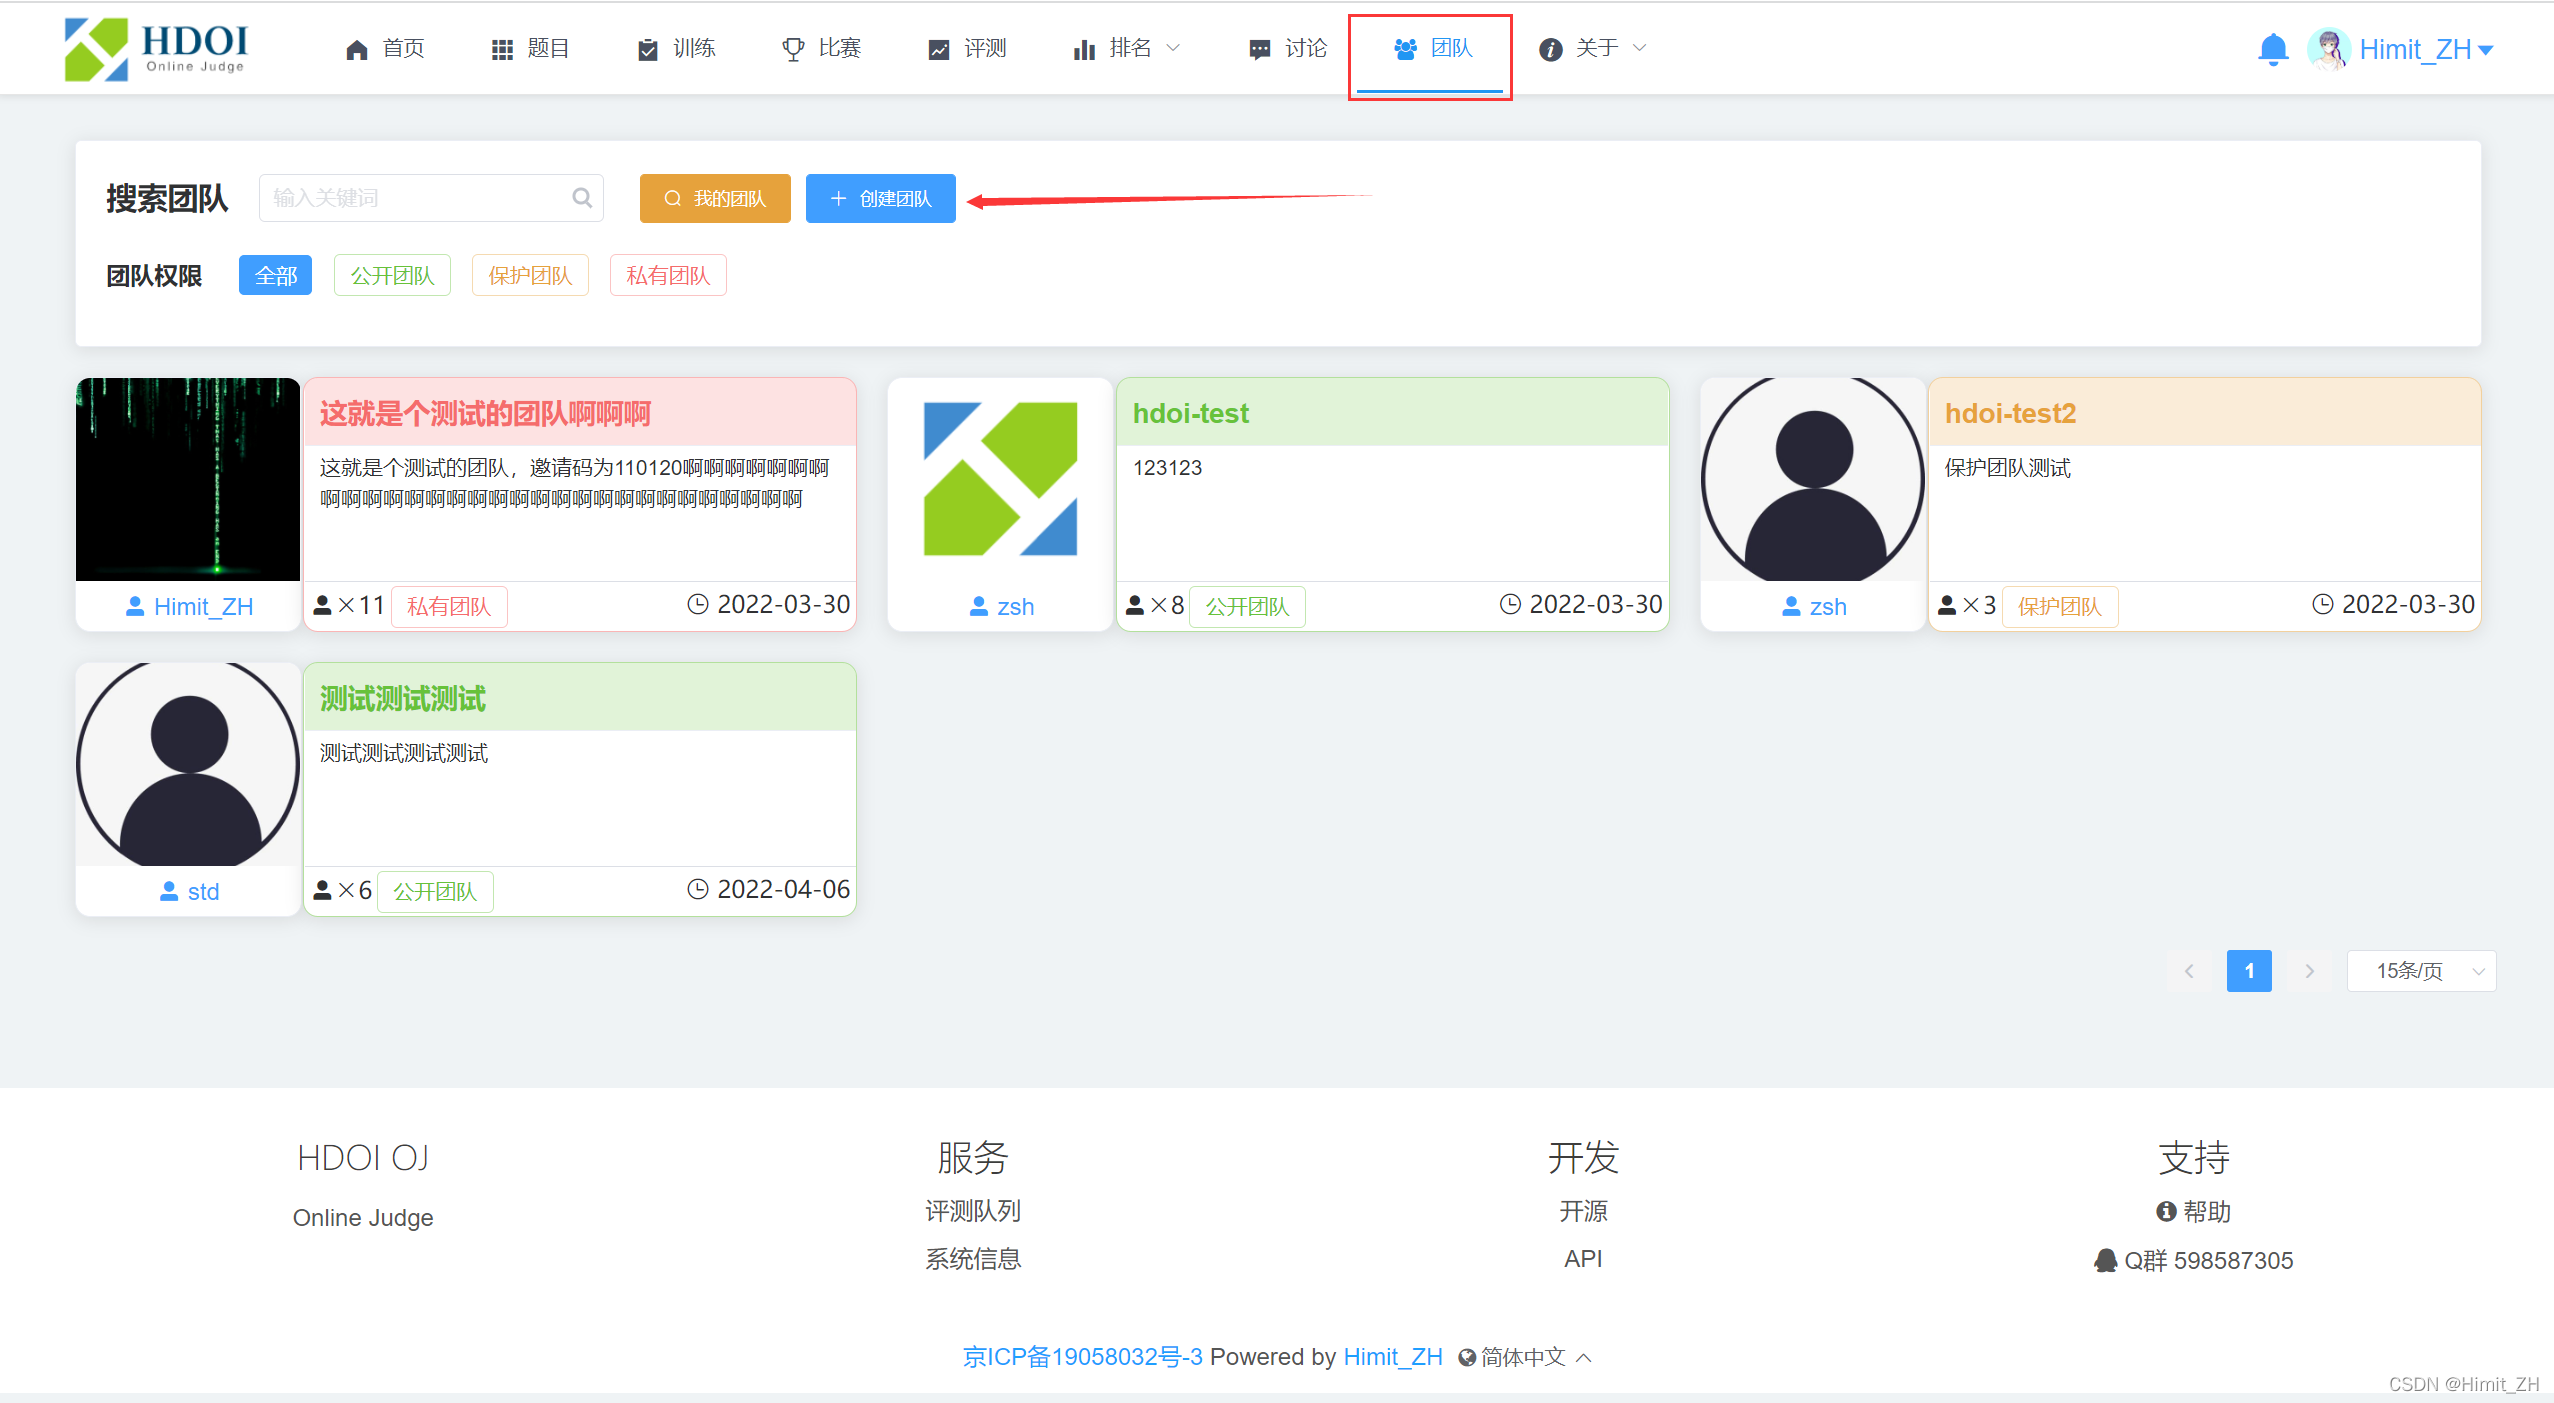 HDOI
Online Judge
首页
题目
训练
比赛
评测
排名
讨论
团队
关于
Himit_ZH
搜索团队
输入关键词
我的团队
创建团队
团队权限
全部
公开团队
保护团队
私有团队
这就是个测试的团队啊啊啊
这就是个测试的团队，邀请码为110120啊啊啊啊啊啊啊
啊啊啊啊啊啊啊啊啊啊啊啊啊啊啊啊啊啊啊啊啊啊啊
Himit_ZH
×11
私有团队
2022-03-30
hdoi-test
123123
zsh
×8
公开团队
2022-03-30
hdoi-test2
保护团队测试
zsh
×3
保护团队
2022-03-30
测试测试测试
测试测试测试测试
std
×6
公开团队
2022-04-06
1
15条/页
HDOI OJ
Online Judge
服务
评测队列
系统信息
开发
开源
API
支持
帮助
Q群 598587305
京ICP备19058032号-3 Powered by Himit_ZH 简体中文
CSDN @Himit_ZH